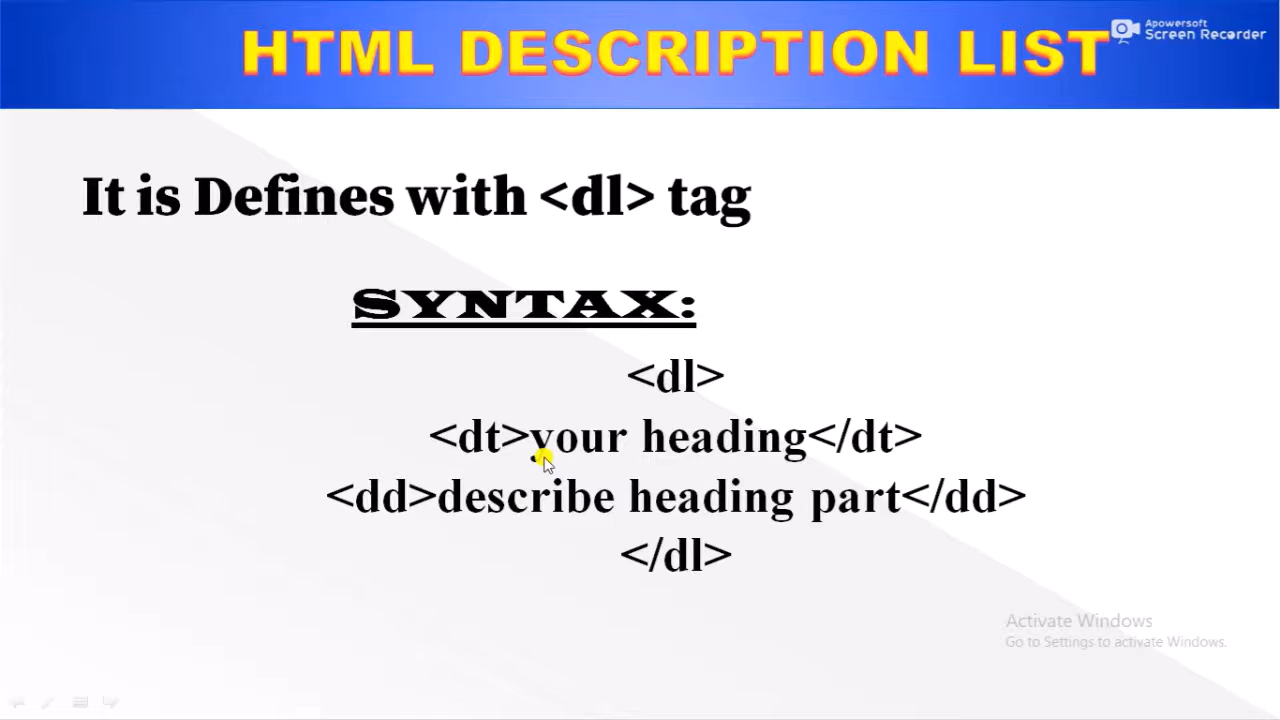 HTML DESCRIPTION LIST
Apowersoft
Screen Recorder
It is Defines with <dl> tag
SYNTAX:
<dl>
<dt>your heading</dt>
<dd>describe heading part</dd>
</dl>
Activate Windows
Go to Settings to activate Windows.